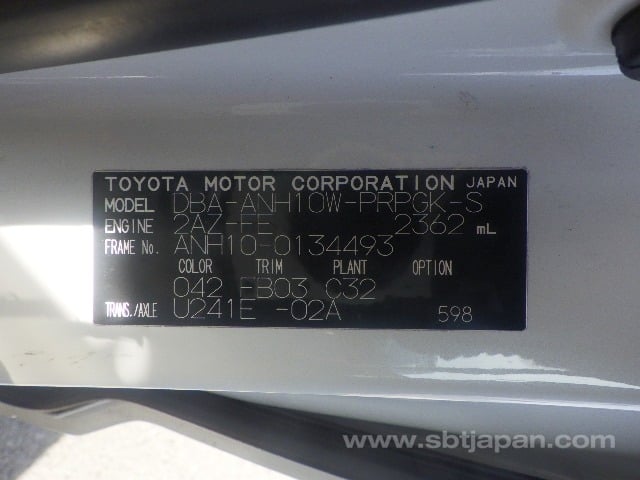 TOYOTA MOTOR CORPORATION JAPAN
MODEL DBA-ANH10W-PRPGK-S
ENGINE 2AZ-FE 2362 mL
FRAME No. ANH10-0134493
COLOR TRIM PLANT OPTION
042 FB03 C32
TRANS./AXLE U241E -02A 598
www.sbtjapan.com